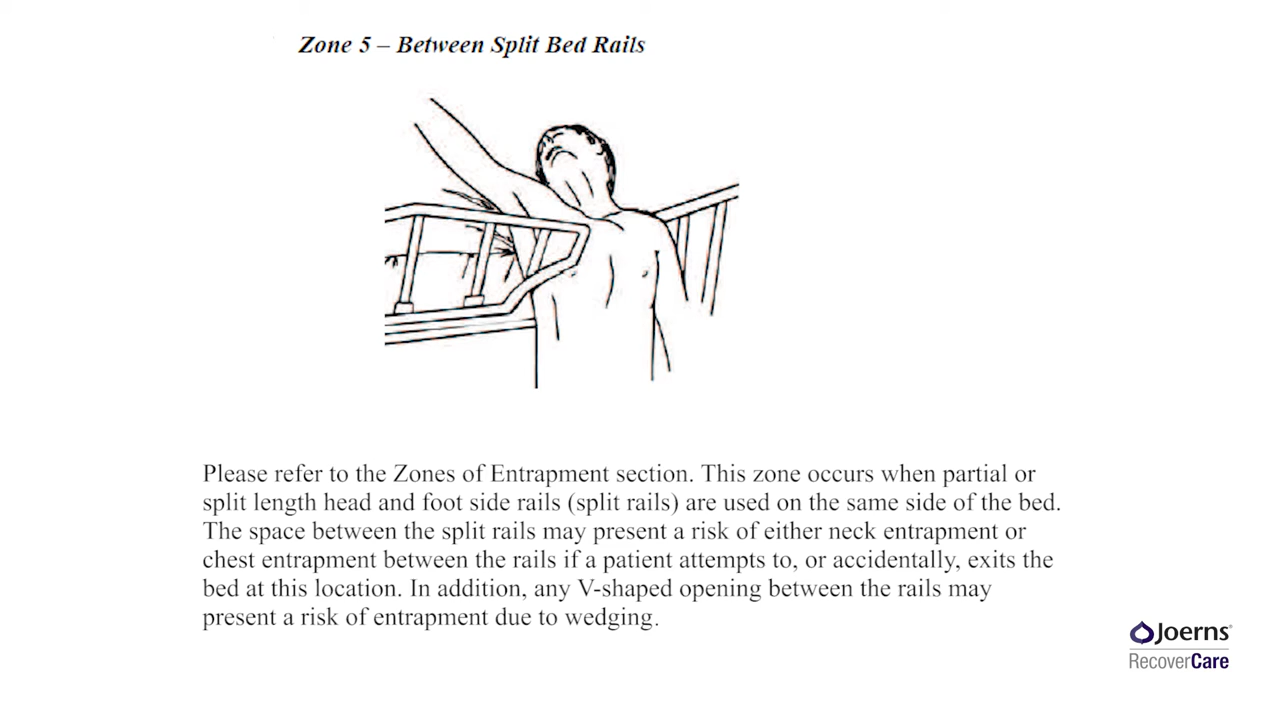 Zone 5 – Between Split Bed Rails
Please refer to the Zones of Entrapment section. This zone occurs when partial or
split length head and foot side rails (split rails) are used on the same side of the bed.
The space between the split rails may present a risk of either neck entrapment or
chest entrapment between the rails if a patient attempts to, or accidentally, exits the
bed at this location. In addition, any V-shaped opening between the rails may
present a risk of entrapment due to wedging.
Joerns®
RecoverCare